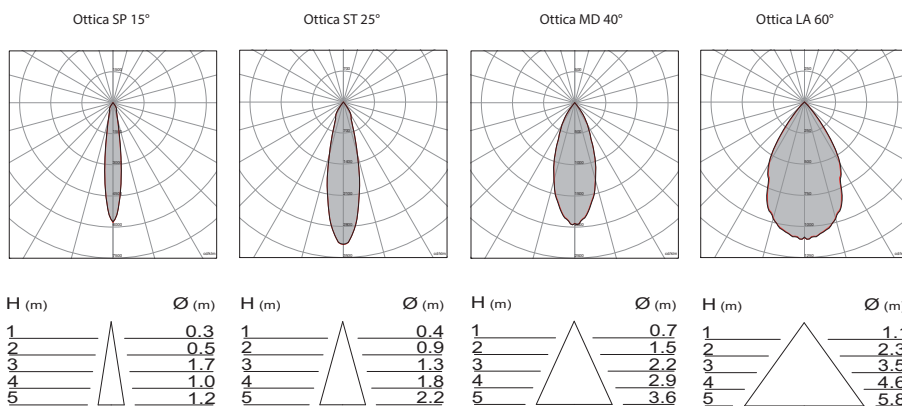 Ottica SP 15° Ottica ST 25° Ottica MD 40° Ottica LA 60°
H (m) Ø (m) H (m) Ø (m) H (m) Ø (m) H (m) Ø (m)
1 0.3 1 0.4 1 0.7 1 1.1
2 0.5 2 0.9 2 1.5 2 2.3
3 1.7 3 1.3 3 2.2 3 3.5
4 1.0 4 1.8 4 2.9 4 4.6
5 1.2 5 2.2 5 3.6 5 5.8